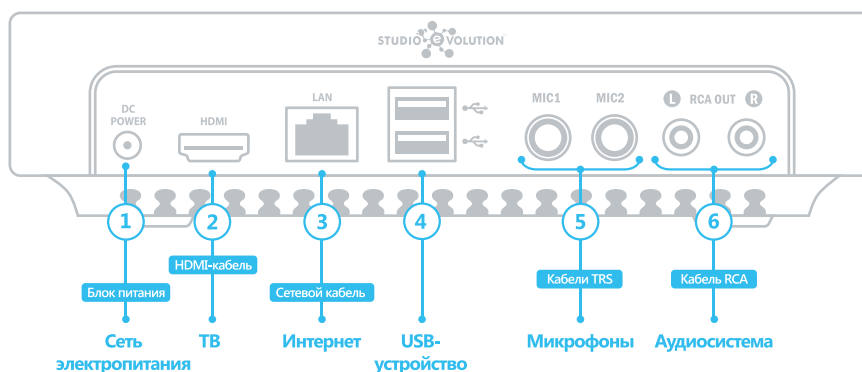 STUDIO EVOLUTION
DC
POWER
HDMI
LAN
MIC1
MIC2
L RCA OUT R
1
2
3
4
5
6
HDMI-кабель
Блок питания
Сетевой кабель
Кабели TRS
Кабель RCA
Сеть
электропитания
ТВ
Интернет
USB-
устройство
Микрофоны
Аудиосистема